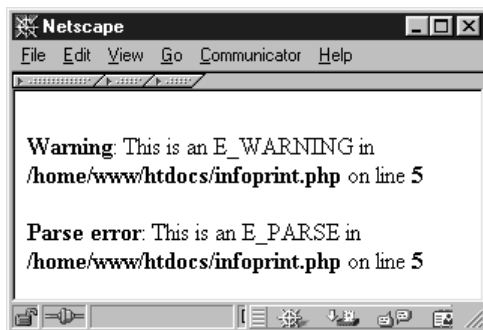 Netscape
File Edit View Go Communicator Help
Warning: This is an E_WARNING in
/home/www/htdocs/infoprint.php on line 5
Parse error: This is an E_PARSE in
/home/www/htdocs/infoprint.php on line 5